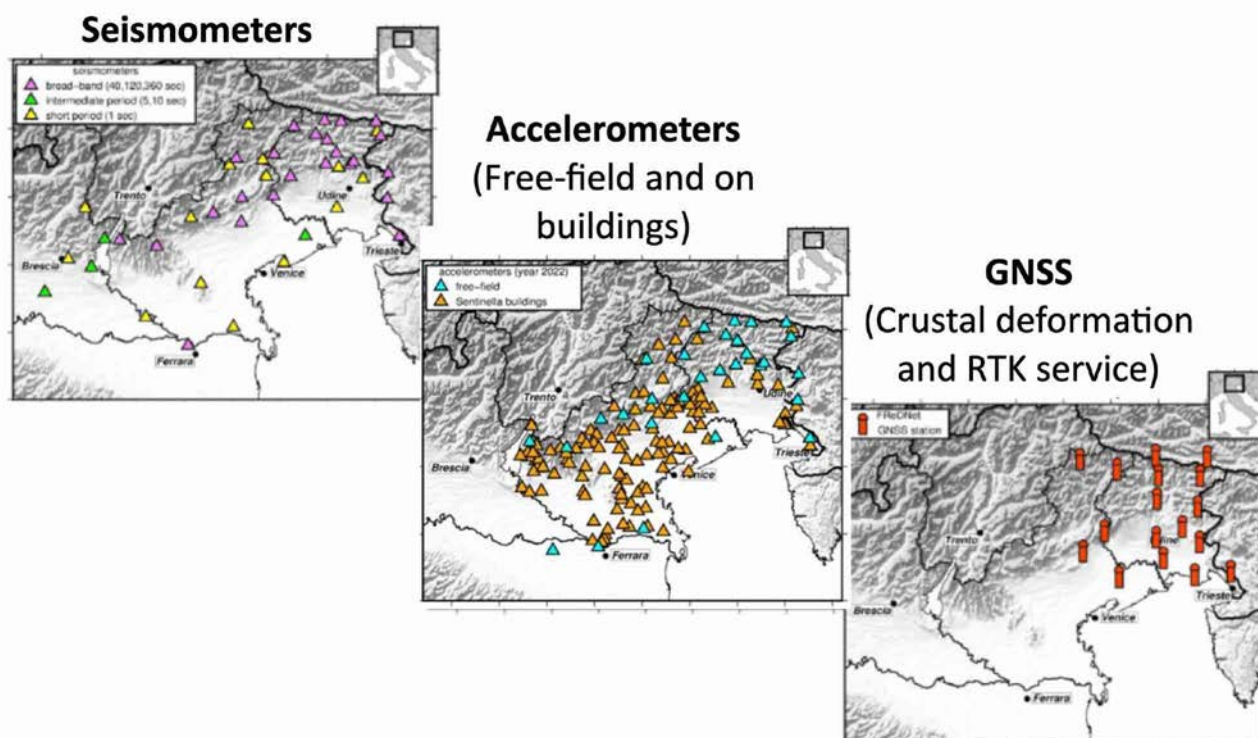 Seismometers
seismometers
broad-band (40,120,360 sec)
intermediate period (5,10 sec)
short period (1 sec)
Trento
Udine
Brescia
Venice
Trieste
Ferrara
Accelerometers
(Free-field and on
buildings)
accelerometers (year 2022)
free-field
Sentinella buildings
Trento
Udine
Brescia
Venice
Trieste
Ferrara
GNSS
(Crustal deformation
and RTK service)
FReDNet
GNSS station
Trento
Udine
Brescia
Venice
Trieste
Ferrara